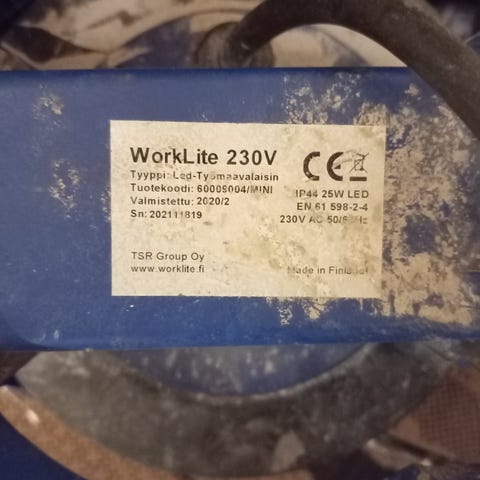 WorkLite 230V
Tyyppi: Led-Työmaavalaisin
Tuotekoodi: 60009004/MINI
Valmistettu: 2020/2
Sn: 202111819
CE
IP44 25W LED
EN 61 598-2-4
230V AC 50/60Hz
TSR Group Oy
www.worklite.fi
Made in Finland